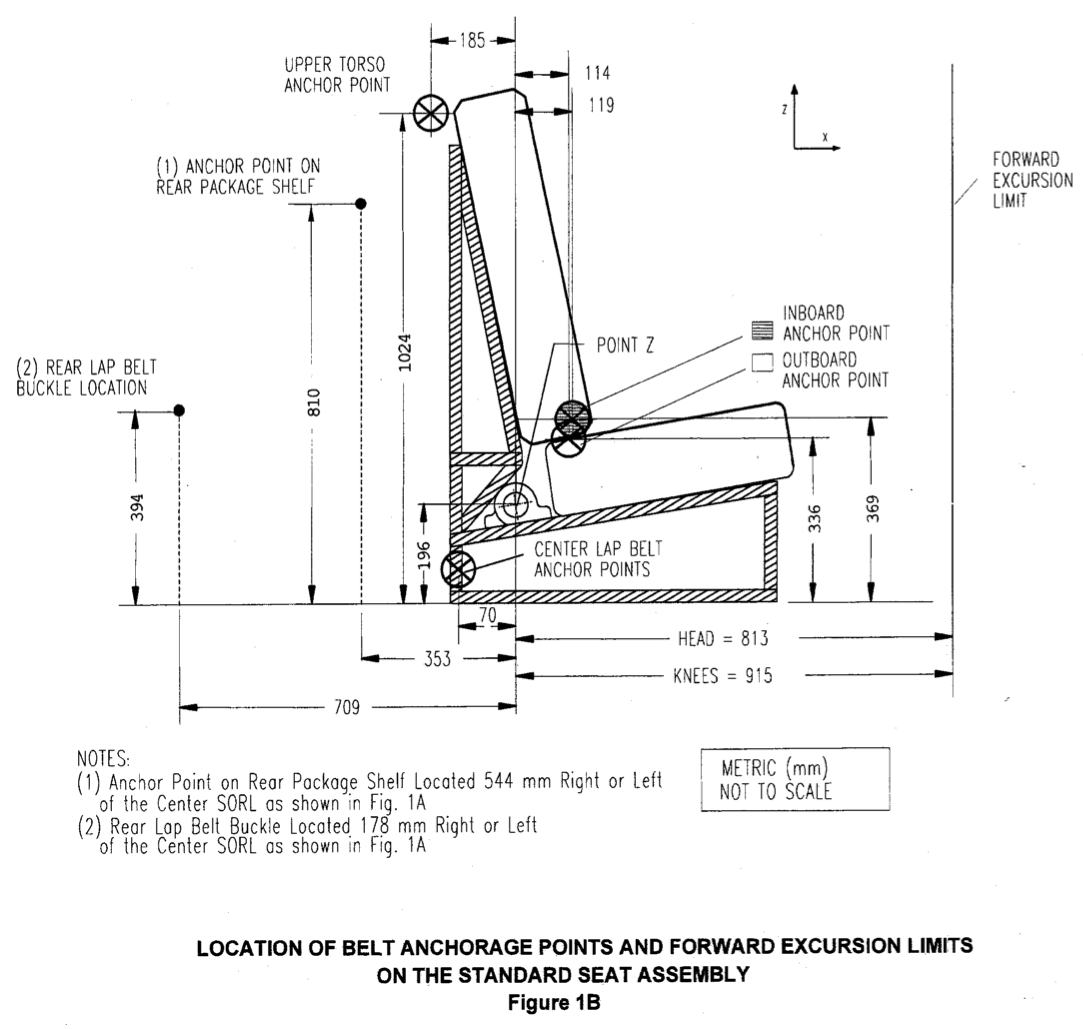 185
UPPER TORSO
ANCHOR POINT
114
119
Z
X
(1) ANCHOR POINT ON
REAR PACKAGE SHELF
FORWARD
EXCURSION
LIMIT
INBOARD
ANCHOR POINT
POINT Z
1024
(2) REAR LAP BELT
BUCKLE LOCATION
OUTBOARD
ANCHOR POINT
810
394
196
336
369
CENTER LAP BELT
ANCHOR POINTS
70
HEAD = 813
353
KNEES = 915
709
NOTES:
(1) Anchor Point on Rear Package Shelf Located 544 mm Right or Left
of the Center SORL as shown in Fig. 1A
(2) Rear Lap Belt Buckle Located 178 mm Right or Left
of the Center SORL as shown in Fig. 1A
METRIC (mm)
NOT TO SCALE
LOCATION OF BELT ANCHORAGE POINTS AND FORWARD EXCURSION LIMITS
ON THE STANDARD SEAT ASSEMBLY
Figure 1B